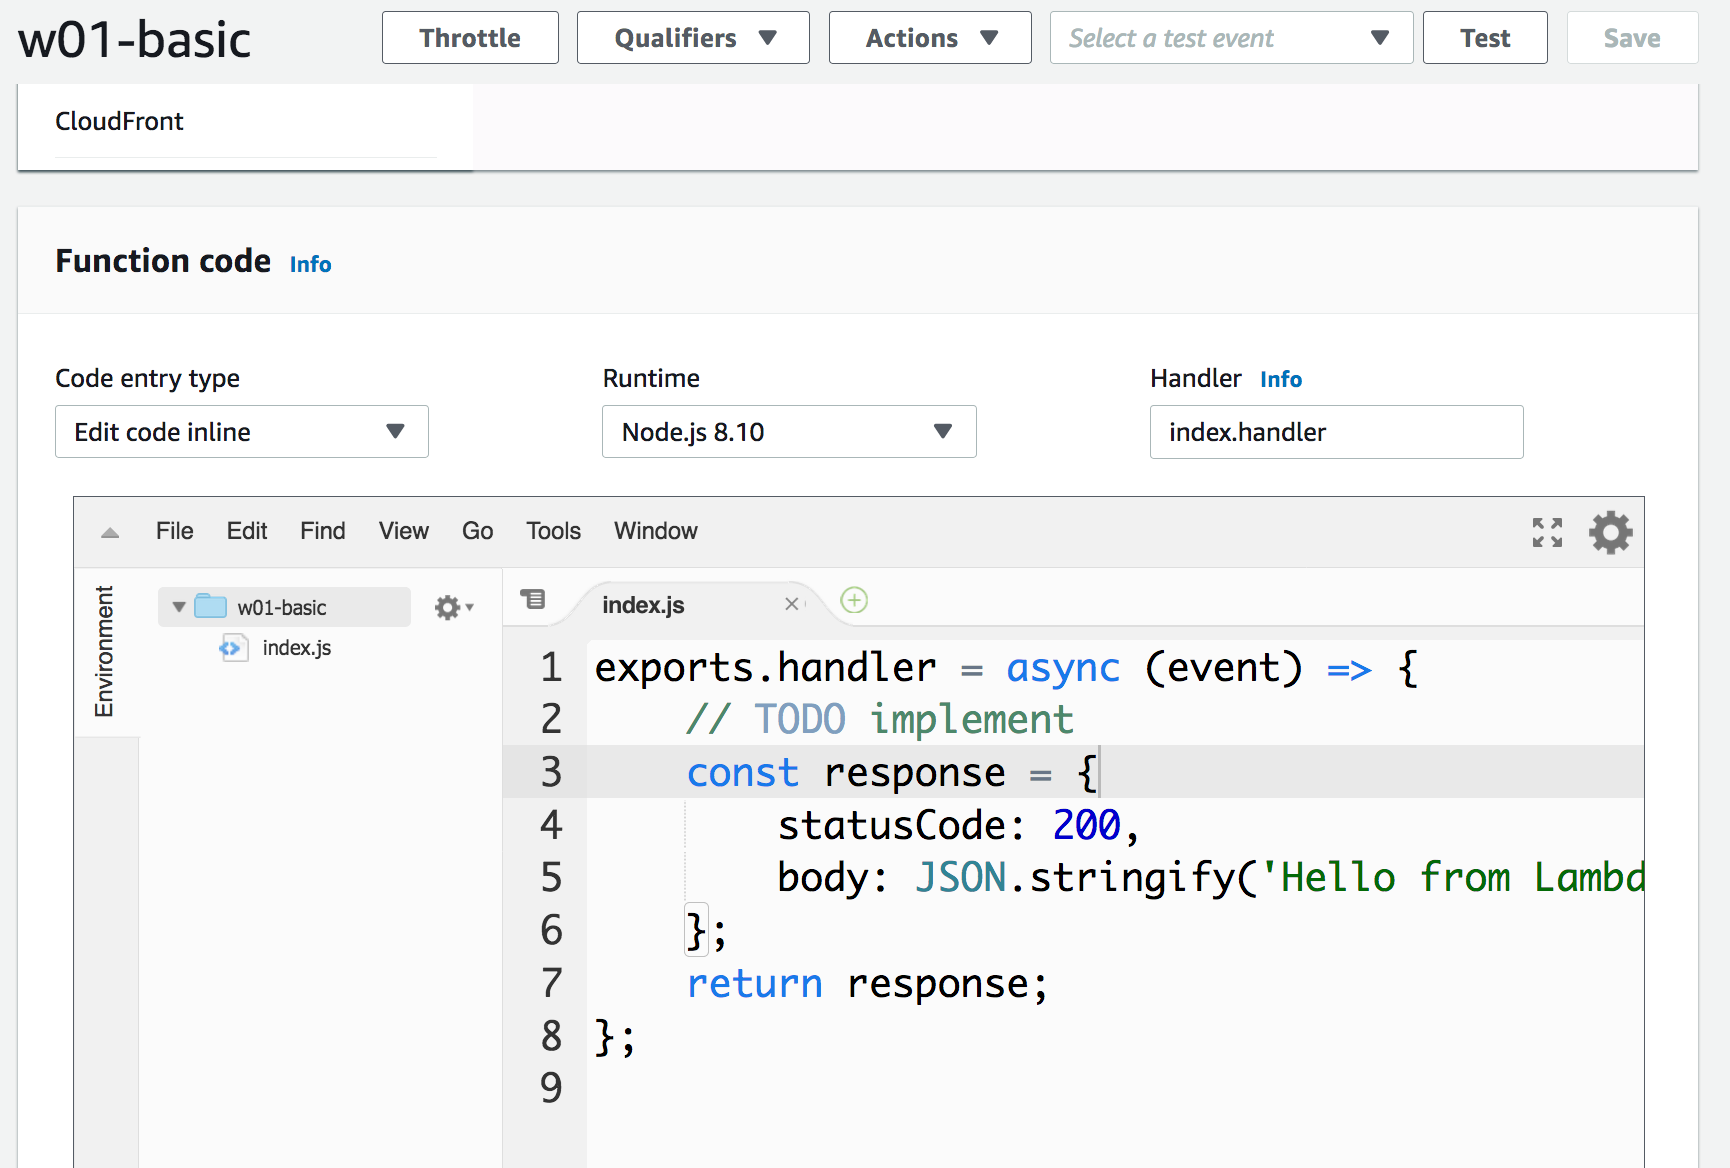 w01-basic Throttle Qualifiers Actions Select a test event Test Save
CloudFront
Function code Info
Code entry type Runtime Handler Info
Edit code inline Node.js 8.10 index.handler
File Edit Find View Go Tools Window
Environment
w01-basic
index.js
index.js
1 exports.handler = async (event) => {
2 // TODO implement
3 const response = {
4 statusCode: 200,
5 body: JSON.stringify('Hello from Lambd
6 };
7 return response;
8 };
9